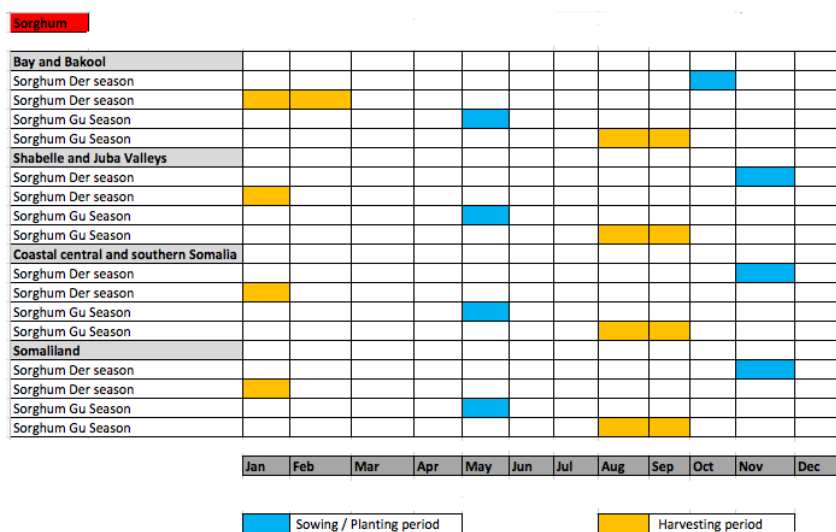 Sorghum
Bay and Bakool
Sorghum Der season
Sorghum Der season
Sorghum Gu Season
Sorghum Gu Season
Shabelle and Juba Valleys
Sorghum Der season
Sorghum Der season
Sorghum Gu Season
Sorghum Gu Season
Coastal central and southern Somalia
Sorghum Der season
Sorghum Der season
Sorghum Gu Season
Sorghum Gu Season
Somaliland
Sorghum Der season
Sorghum Der season
Sorghum Gu Season
Sorghum Gu Season
Jan Feb Mar Apr May Jun Jul Aug Sep Oct Nov Dec
Sowing / Planting period Harvesting period